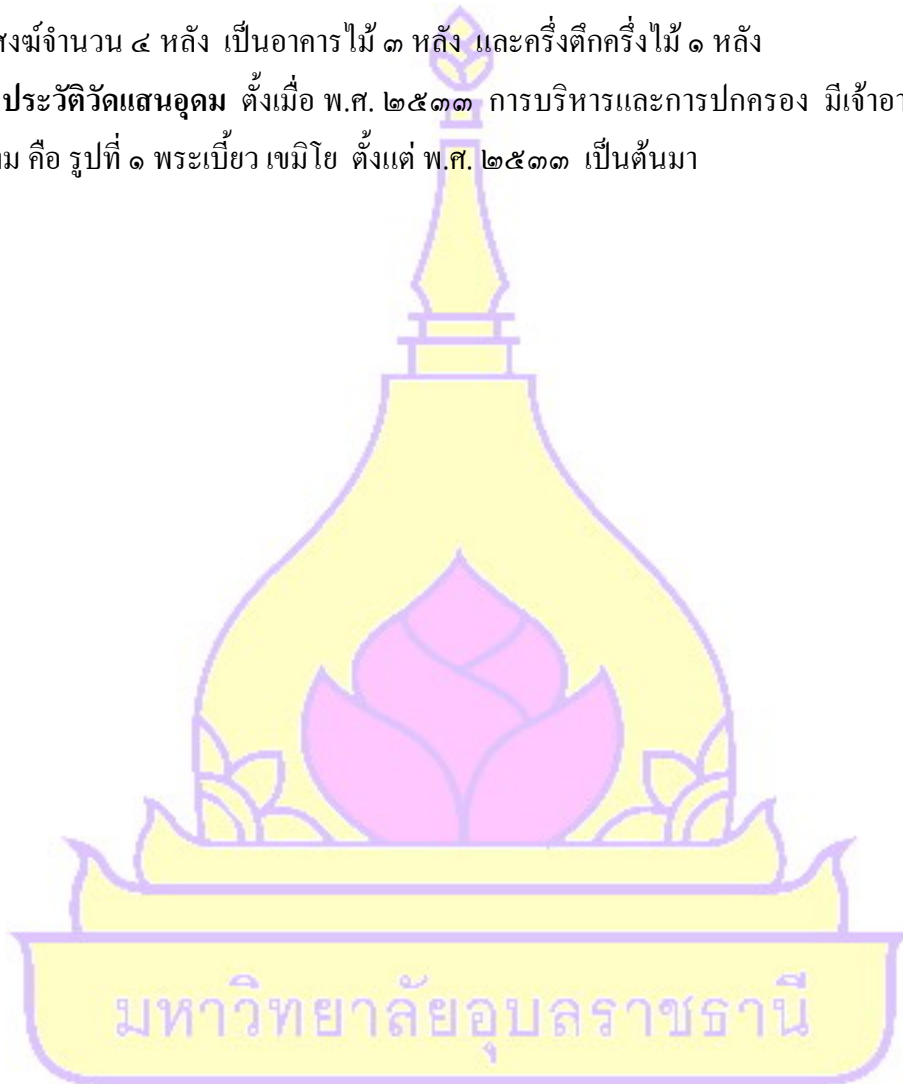 สงฆ์จำนวน ๔ หลัง เป็นอาคารไม้ ๓ หลัง และครึ่งตึกครึ่งไม้ ๑ หลัง
ประวัติวัดแสนอุดม ตั้งเมื่อ พ.ศ. ๒๕๓๓ การบริหารและการปกครอง มีเจ้าอา
คือ รูปที่ ๑ พระเบี้ยว เขมิโย ตั้งแต่ พ.ศ. ๒๕๓๓ เป็นต้นมา
มหาวิทยาลัยอุบลราชธานี